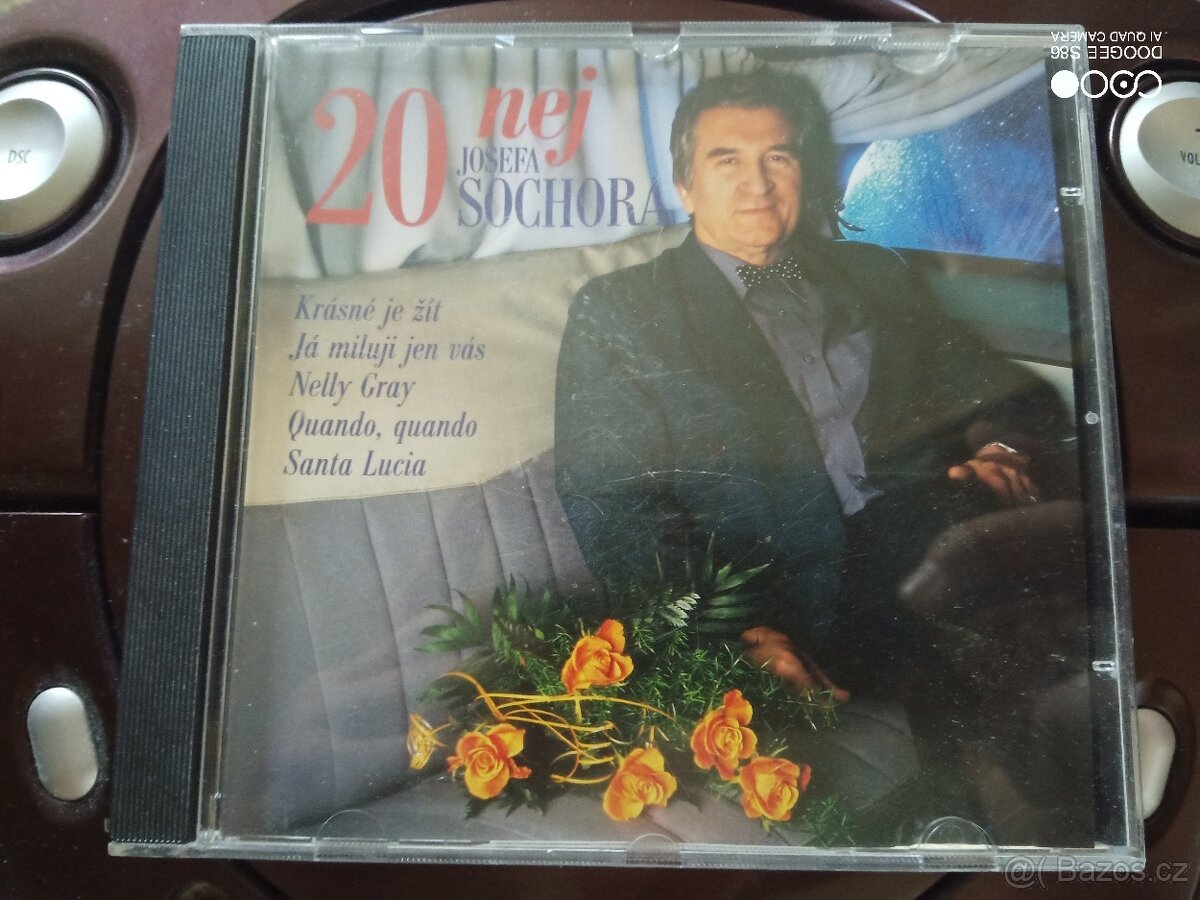 20 nej
JOSEFA
SOCHORA
Krásné je žít
Já miluji jen vás
Nelly Gray
Quando, quando
Santa Lucia
DSC
VOL
DOOGEE S86
AI QUAD CAMERA
@( Bazos.cz